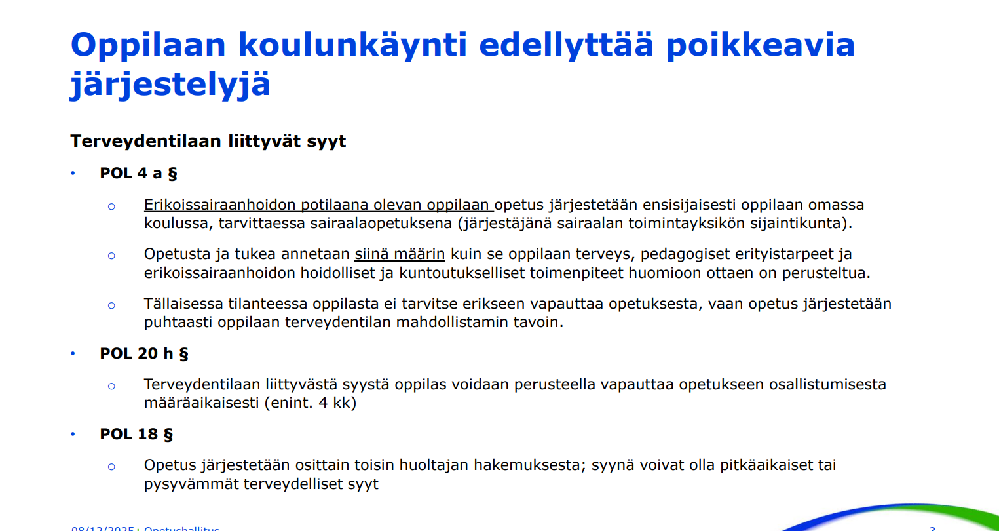 Oppilaan koulunkäynti edellyttää poikkeavia
järjestelyjä
Terveydentilaan liittyvät syyt
• POL 4 a §
○ Erikoissairaanhoidon potilaana olevan oppilaan opetus järjestetään ensisijaisesti oppilaan omassa
koulussa, tarvittaessa sairaalaopetuksena (järjestäjänä sairaalan toimintayksikön sijaintikunta).
○ Opetusta ja tukea annetaan siinä määrin kuin se oppilaan terveys, pedagogiset erityistarpeet ja
erikoissairaanhoidon hoidolliset ja kuntoutukselliset toimenpiteet huomioon ottaen on perusteltua.
○ Tällaisessa tilanteessa oppilasta ei tarvitse erikseen vapauttaa opetuksesta, vaan opetus järjestetään
puhtaasti oppilaan terveydentilan mahdollistamin tavoin.
• POL 20 h §
○ Terveydentilaan liittyvästä syystä oppilas voidaan perusteella vapauttaa opetukseen osallistumisesta
määräaikaisesti (enint. 4 kk)
• POL 18 §
○ Opetus järjestetään osittain toisin huoltajan hakemuksesta; syynä voivat olla pitkäaikaiset tai
pysyvämmät terveydelliset syyt
08/12/2025 Opetushallitus 3